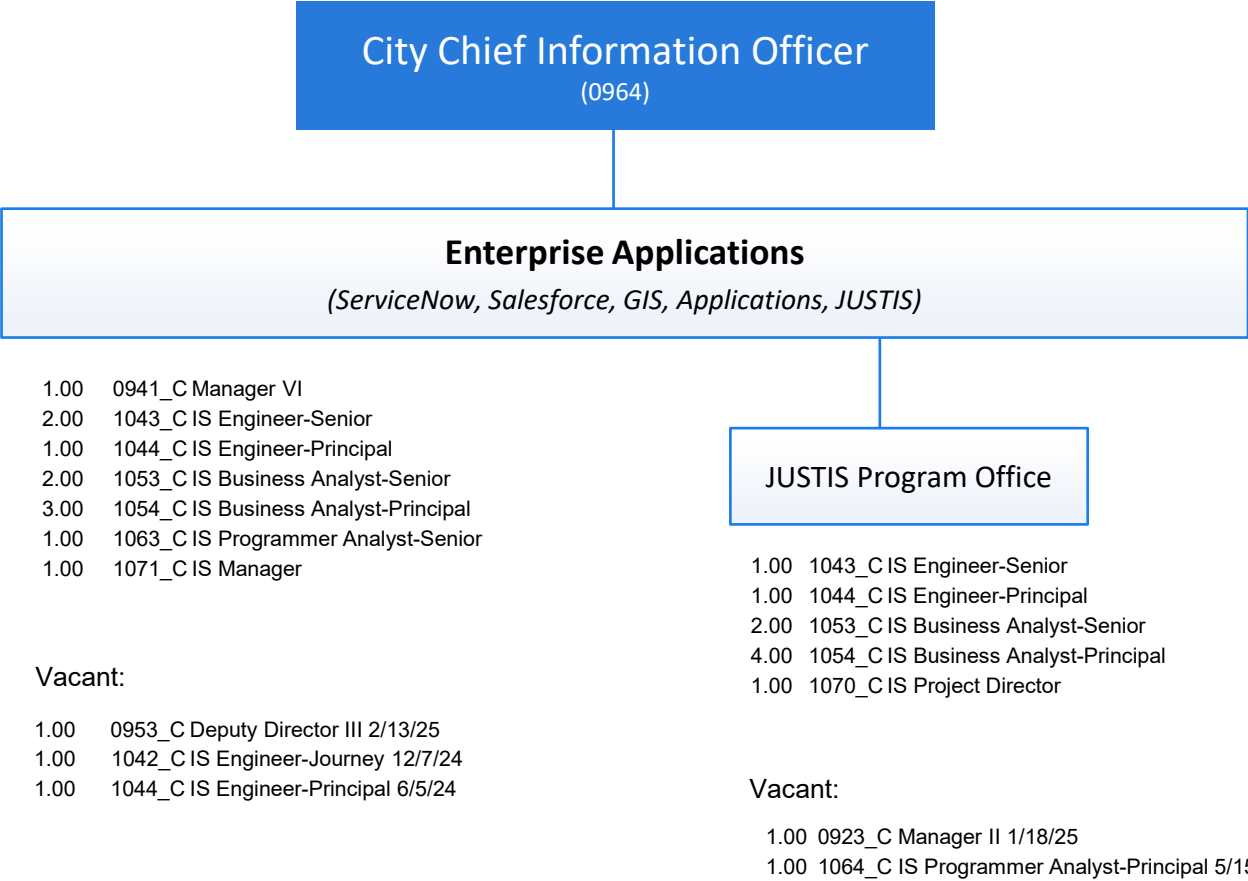 City Chief Information Officer
(0964)
Enterprise Applications
(ServiceNow, Salesforce, GIS, Applications, JUSTIS)
1.00 0941_C Manager VI
2.00 1043_C IS Engineer-Senior
1.00 1044_C IS Engineer-Principal
2.00 1053_C IS Business Analyst-Senior
3.00 1054_C IS Business Analyst-Principal
1.00 1063_C IS Programmer Analyst-Senior
1.00 1071_C IS Manager
Vacant:
1.00 0953_C Deputy Director III 2/13/25
1.00 1042_C IS Engineer-Journey 12/7/24
1.00 1044_C IS Engineer-Principal 6/5/24
JUSTIS Program Office
1.00 1043_C IS Engineer-Senior
1.00 1044_C IS Engineer-Principal
2.00 1053_C IS Business Analyst-Senior
4.00 1054_C IS Business Analyst-Principal
1.00 1070_C IS Project Director
Vacant:
1.00 0923_C Manager II 1/18/25
1.00 1064_C IS Programmer Analyst-Principal